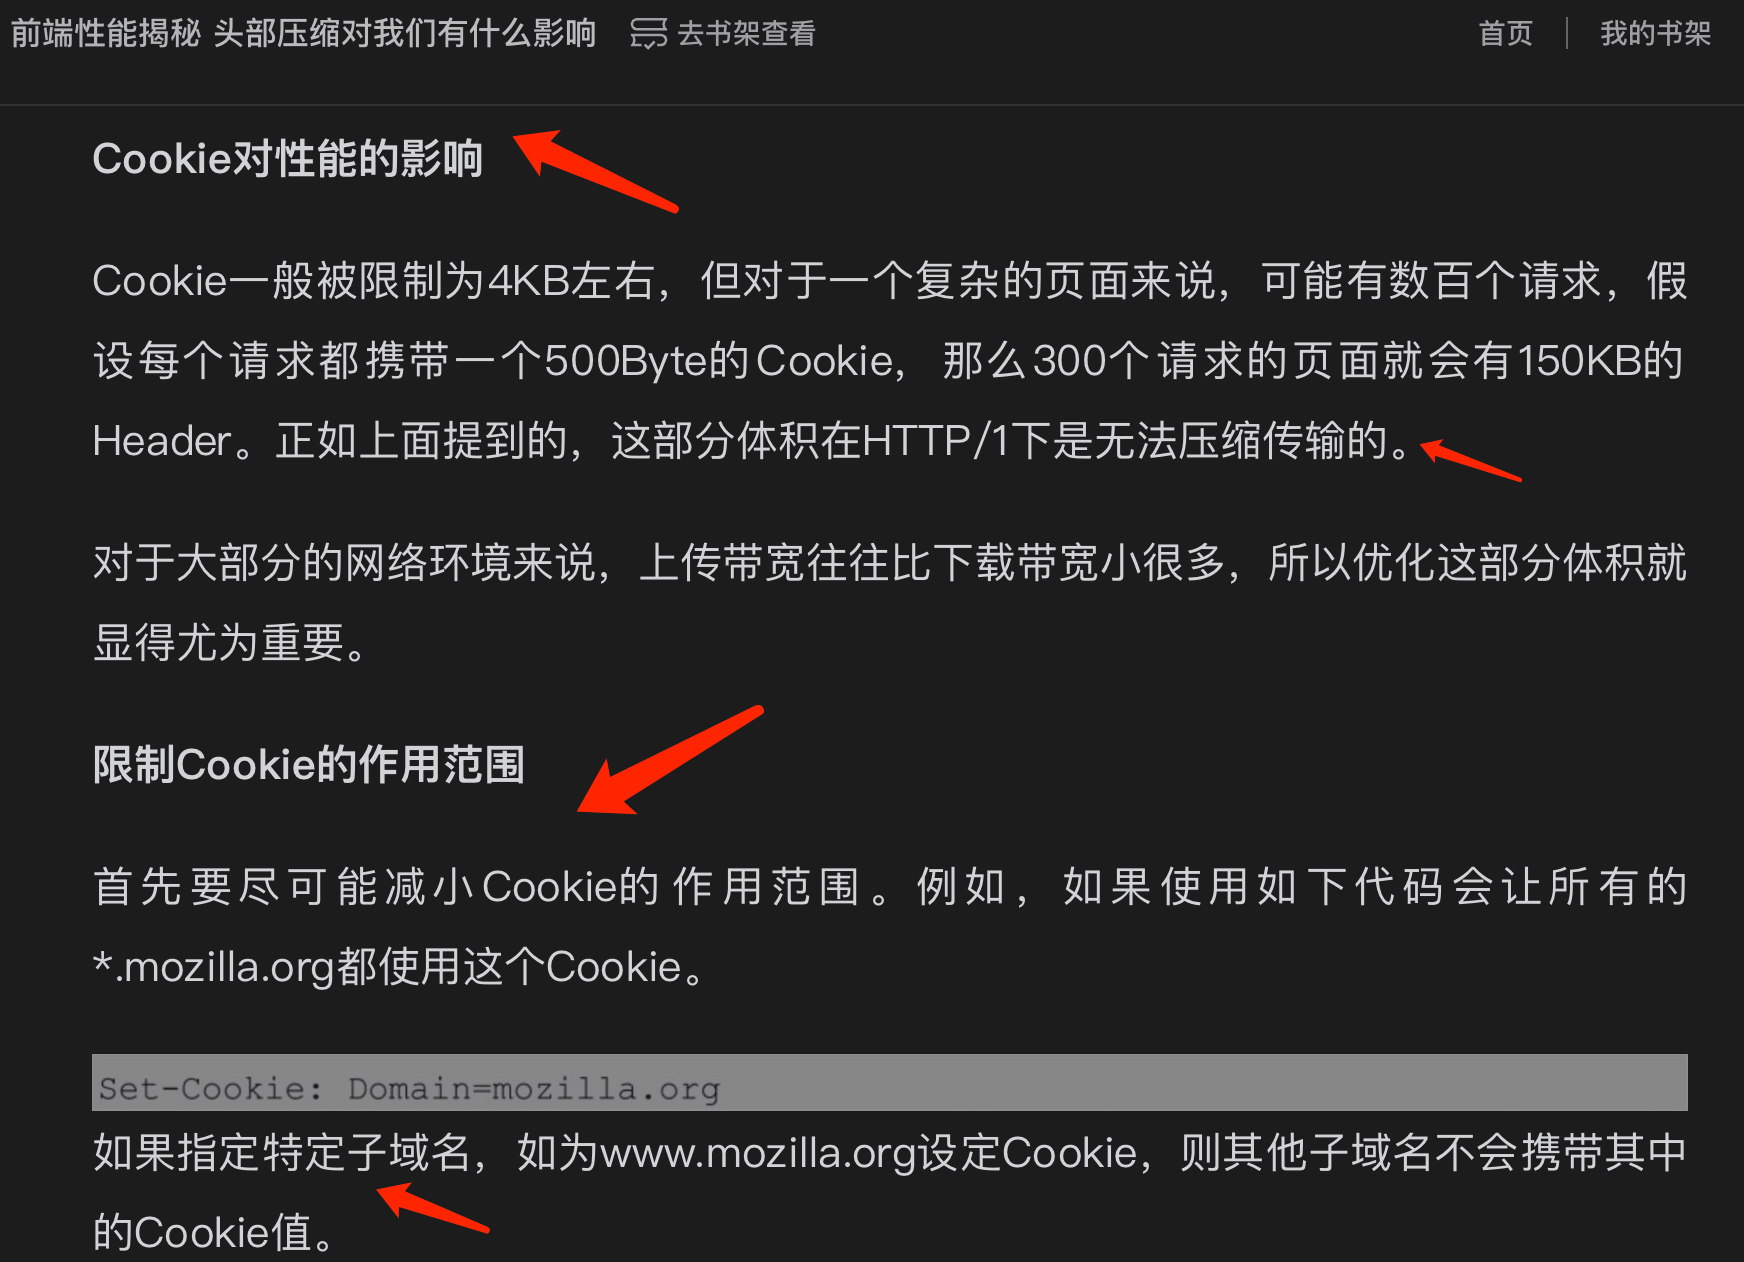 前端性能揭秘 头部压缩对我们有什么影响 去书架查看 首页 我的书架
Cookie对性能的影响
Cookie一般被限制为4KB左右，但对于一个复杂的页面来说，可能有数百个请求，假
设每个请求都携带一个500Byte的Cookie，那么300个请求的页面就会有150KB的
Header。正如上面提到的，这部分体积在HTTP/1下是无法压缩传输的。
对于大部分的网络环境来说，上传带宽往往比下载带宽小很多，所以优化这部分体积就
显得尤为重要。
限制Cookie的作用范围
首先要尽可能减小Cookie的作用范围。例如，如果使用如下代码会让所有的
*.mozilla.org都使用这个Cookie。
Set-Cookie: Domain=mozilla.org
如果指定特定子域名，如为www.mozilla.org设定Cookie，则其他子域名不会携带其中
的Cookie值。